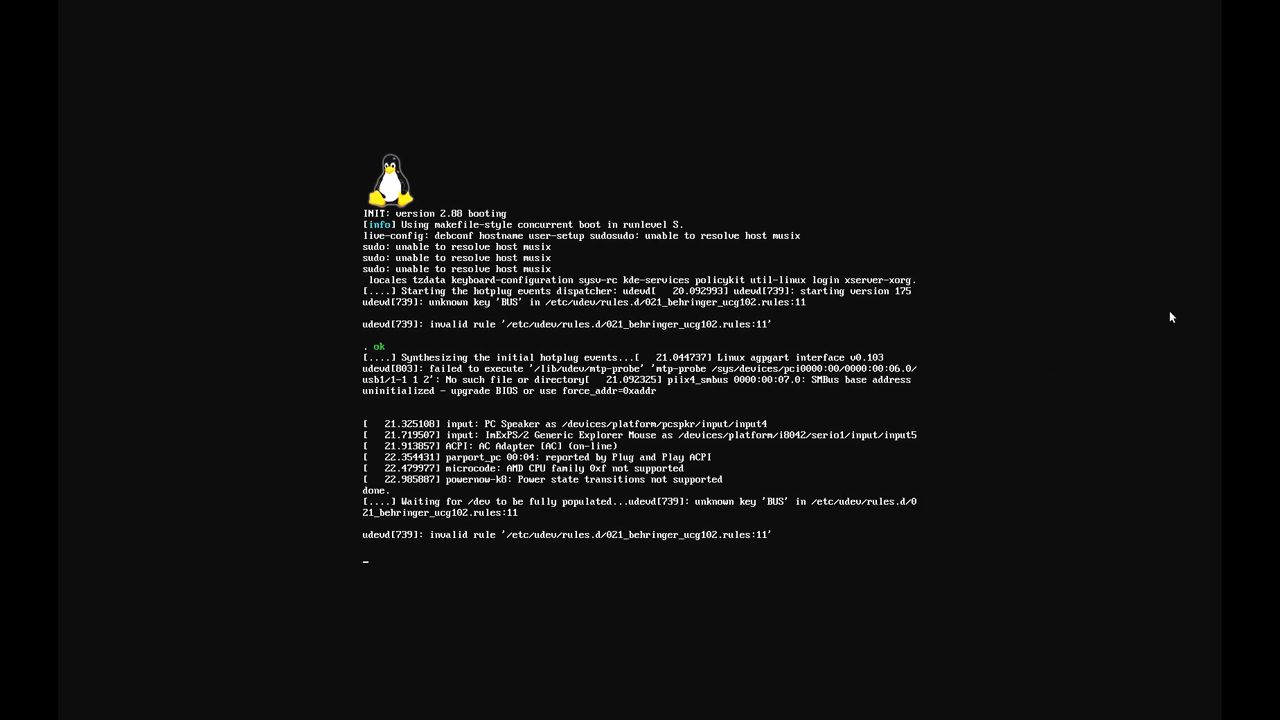 INIT: version 2.88 booting
[info] Using makefile-style concurrent boot in runlevel S.
live-config: debconf hostname user-setup sudosudo: unable to resolve host musix
sudo: unable to resolve host musix
sudo: unable to resolve host musix
sudo: unable to resolve host musix
 locales tzdata keyboard-configuration sysv-rc kde-services policykit util-linux login xserver-xorg.
[....] Starting the hotplug events dispatcher: udevd[   20.092993] udevd[739]: starting version 175
udevd[739]: unknown key 'BUS' in /etc/udev/rules.d/021_behringer_ucg102.rules:11
udevd[739]: invalid rule '/etc/udev/rules.d/021_behringer_ucg102.rules:11'
. ok
[....] Synthesizing the initial hotplug events...[   21.044737] Linux agpgart interface v0.103
udevd[803]: failed to execute '/lib/udev/mtp-probe' 'mtp-probe /sys/devices/pci0000:00/0000:00:06.0/
usb1/1-1 1 2': No such file or directory[   21.092325] piix4_smbus 0000:00:07.0: SMBus base address
uninitialized - upgrade BIOS or use force_addr=0xaddr
[   21.325108] input: PC Speaker as /devices/platform/pcspkr/input/input4
[   21.719507] input: ImExPS/2 Generic Explorer Mouse as /devices/platform/i8042/serio1/input/input5
[   21.913857] ACPI: AC Adapter [AC] (on-line)
[   22.354431] parport_pc 00:04: reported by Plug and Play ACPI
[   22.479977] microcode: AMD CPU family 0xf not supported
[   22.985887] powernow-k8: Power state transitions not supported
done.
[....] Waiting for /dev to be fully populated...udevd[739]: unknown key 'BUS' in /etc/udev/rules.d/0
21_behringer_ucg102.rules:11
udevd[739]: invalid rule '/etc/udev/rules.d/021_behringer_ucg102.rules:11'